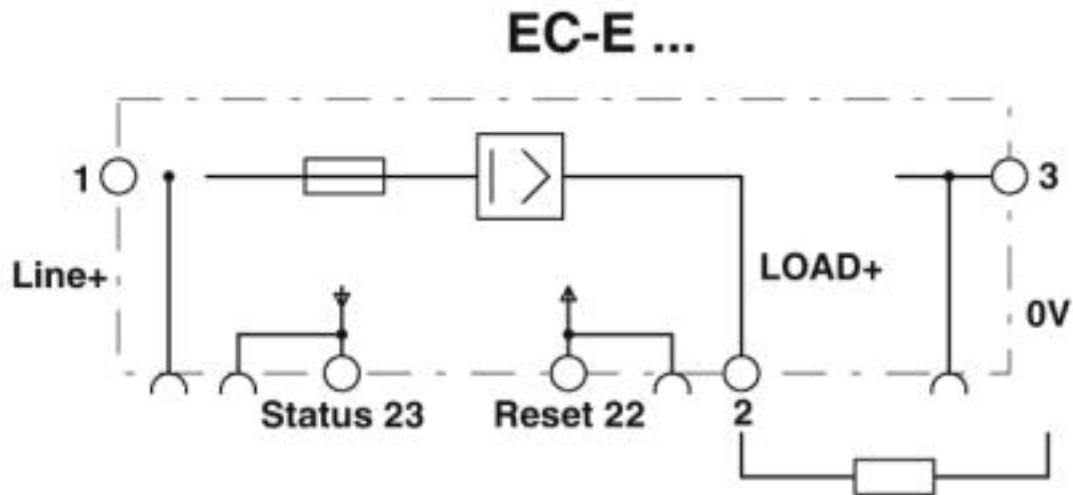 EC-E ...
1
3
Line+
LOAD+
0V
Status 23
Reset 22
2